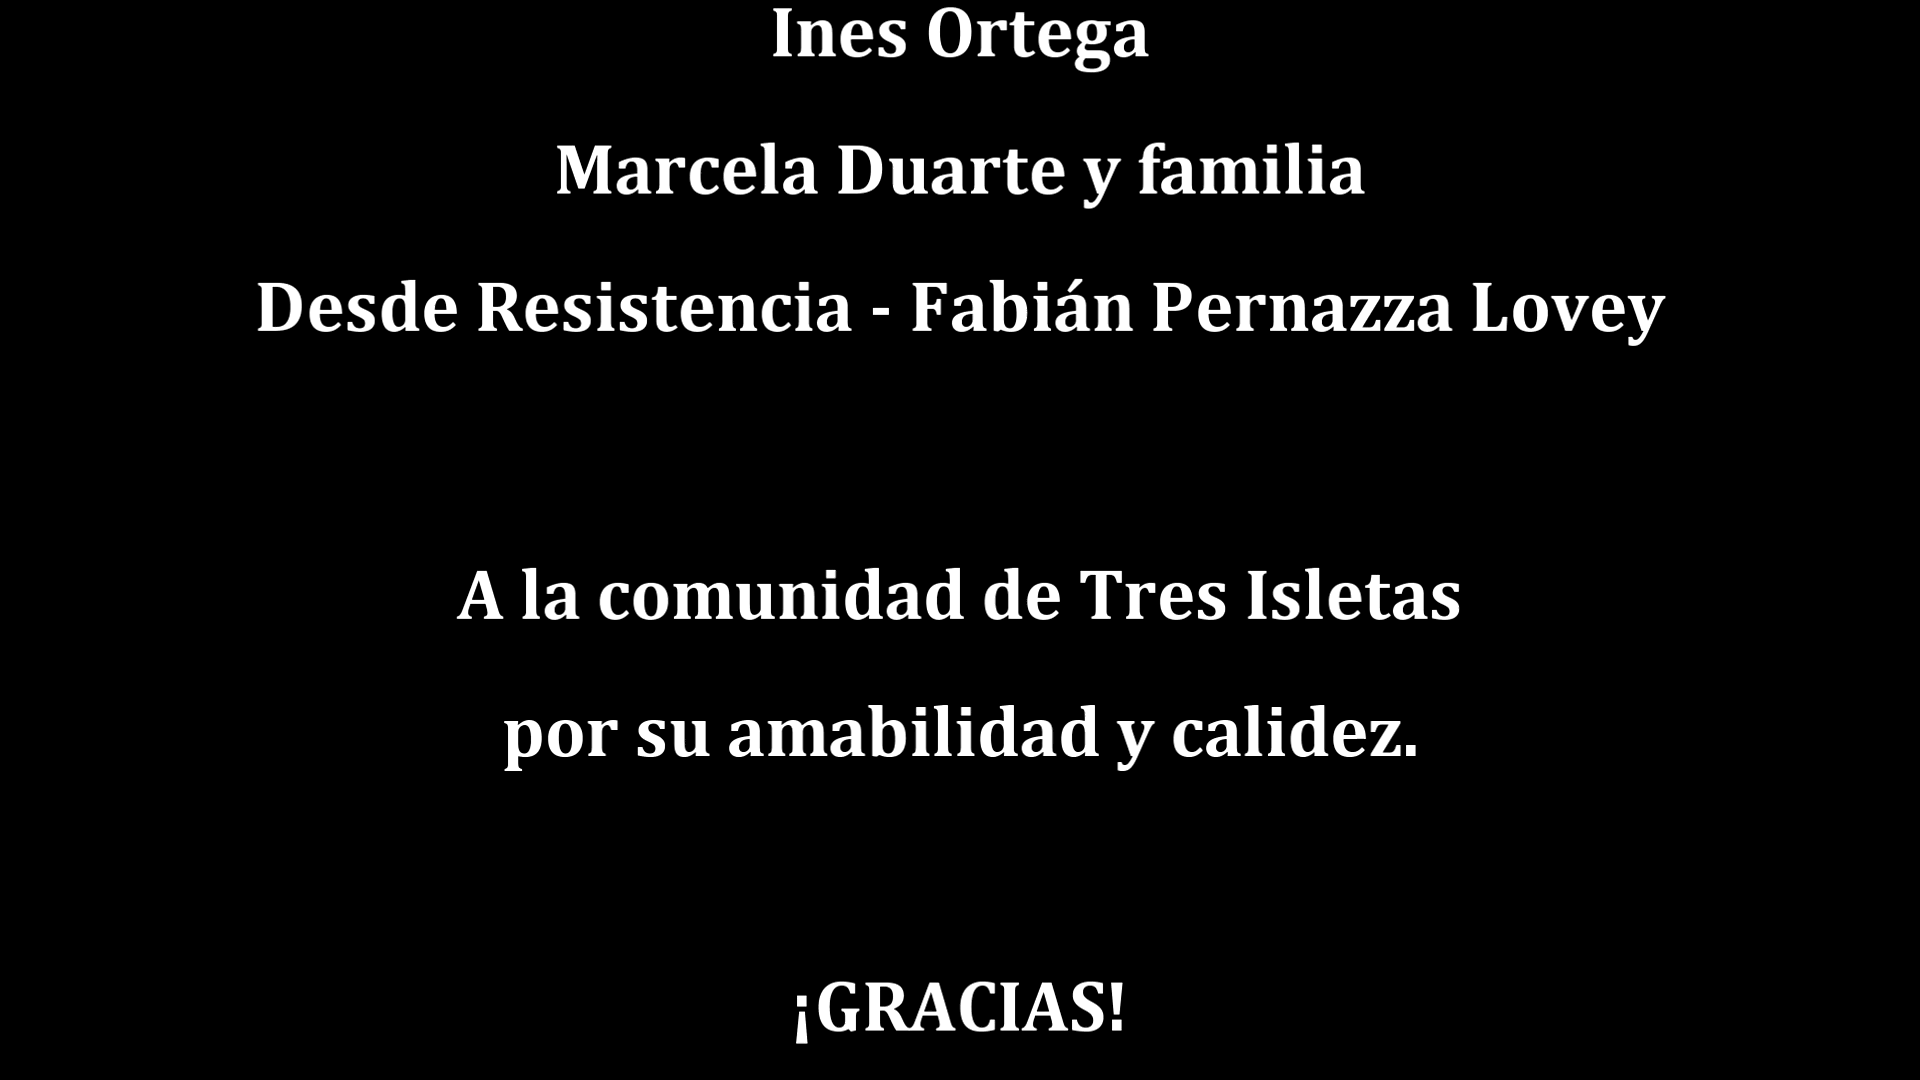 Ines Ortega
Marcela Duarte y familia
Desde Resistencia - Fabián Pernazza Lovey
A la comunidad de Tres Isletas
por su amabilidad y calidez.
¡GRACIAS!